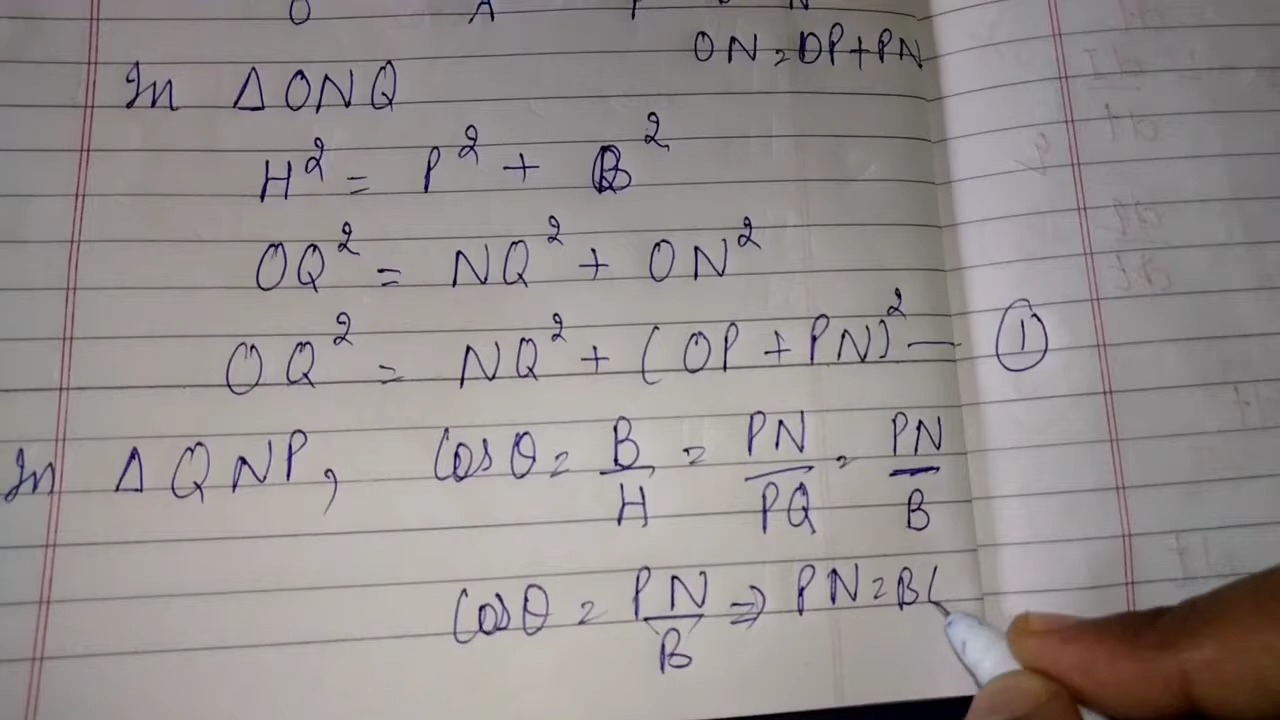 O A P N
ON = OP + PN
In Δ ONQ
H² = P² + B²
OQ² = NQ² + ON²
OQ² = NQ² + (OP + PN)² — ①
In Δ QNP, Cosθ = B/H = PN/PQ = PN/B
Cosθ = PN/B ⇒ PN = B(